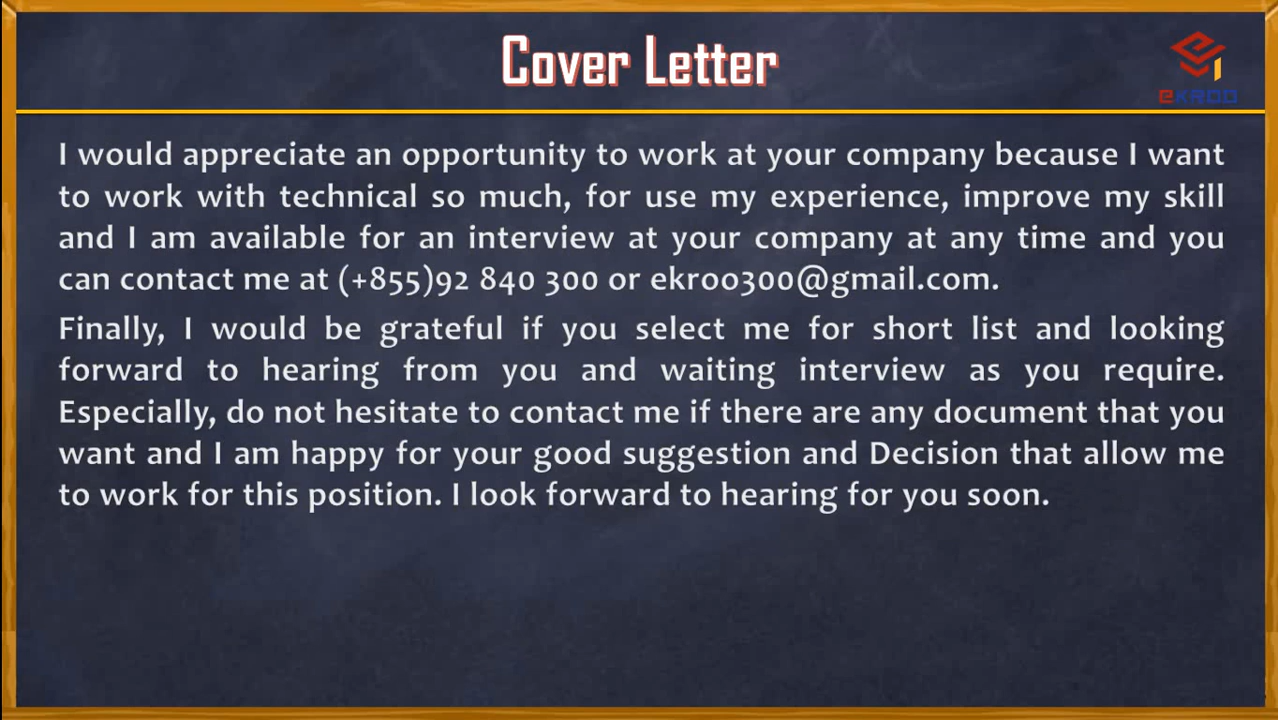 Cover Letter
eKROO
I would appreciate an opportunity to work at your company because I want
to work with technical so much, for use my experience, improve my skill
and I am available for an interview at your company at any time and you
can contact me at (+855)92 840 300 or ekroo300@gmail.com.
Finally, I would be grateful if you select me for short list and looking
forward to hearing from you and waiting interview as you require.
Especially, do not hesitate to contact me if there are any document that you
want and I am happy for your good suggestion and Decision that allow me
to work for this position. I look forward to hearing for you soon.